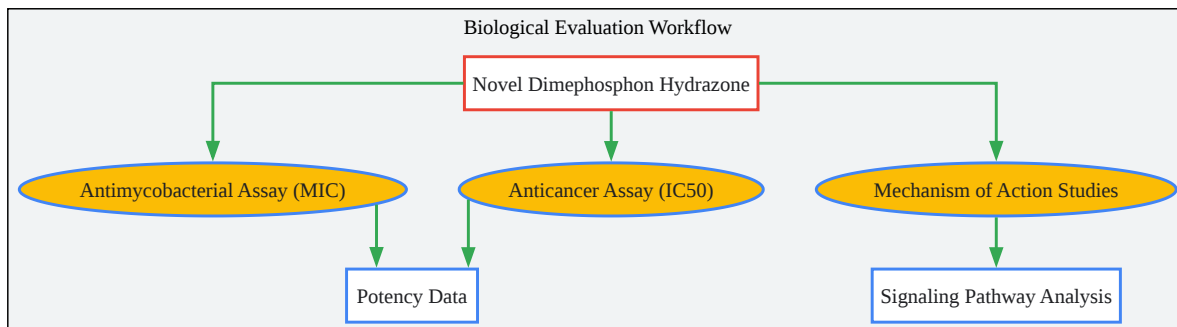 Biological Evaluation Workflow
Novel Dimephosphon Hydrazone
Antimycobacterial Assay (MIC)
Anticancer Assay (IC50)
Mechanism of Action Studies
Potency Data
Signaling Pathway Analysis